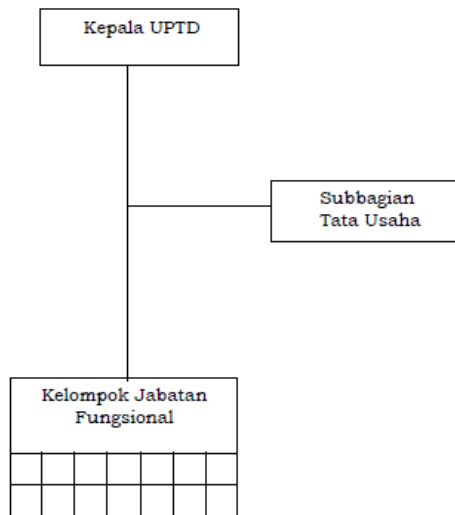 Kepala UPTD
Subbagian
Tata Usaha
Kelompok Jabatan
Fungsional